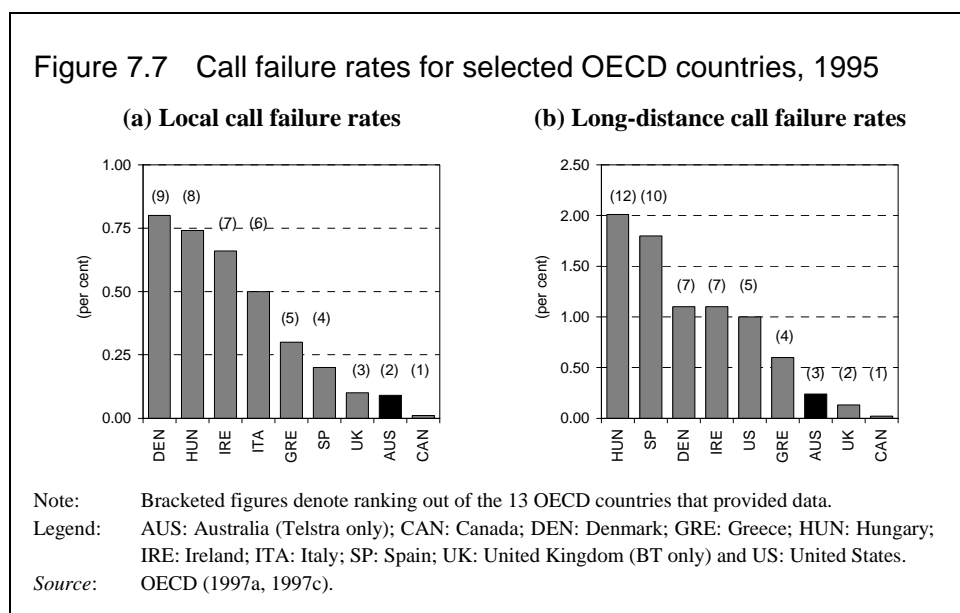 Figure 7.7 Call failure rates for selected OECD countries, 1995
(a) Local call failure rates
1.00
0.75
0.50
0.25
0.00
(per cent)
(9) (8) (7) (6) (5) (4) (3) (2) (1)
DEN HUN IRE ITA GRE SP UK AUS CAN
(b) Long-distance call failure rates
2.50
2.00
1.50
1.00
0.50
0.00
(per cent)
(12) (10) (7) (7) (5) (4) (3) (2) (1)
HUN SP DEN IRE US GRE AUS UK CAN
Note: Bracketed figures denote ranking out of the 13 OECD countries that provided data.
Legend: AUS: Australia (Telstra only); CAN: Canada; DEN: Denmark; GRE: Greece; HUN: Hungary;
IRE: Ireland; ITA: Italy; SP: Spain; UK: United Kingdom (BT only) and US: United States.
Source: OECD (1997a, 1997c).